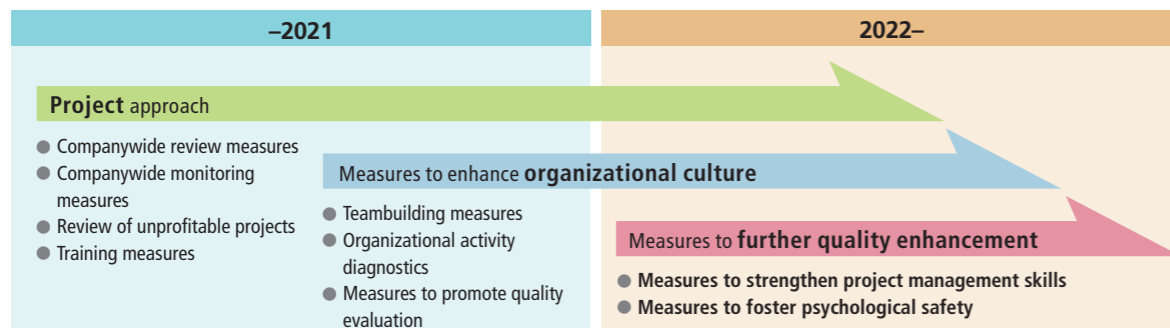 –2021
2022–
Project approach
● Companywide review measures
● Companywide monitoring
measures
● Review of unprofitable projects
● Training measures
Measures to enhance organizational culture
● Teambuilding measures
● Organizational activity
diagnostics
● Measures to promote quality
evaluation
Measures to further quality enhancement
● Measures to strengthen project management skills
● Measures to foster psychological safety